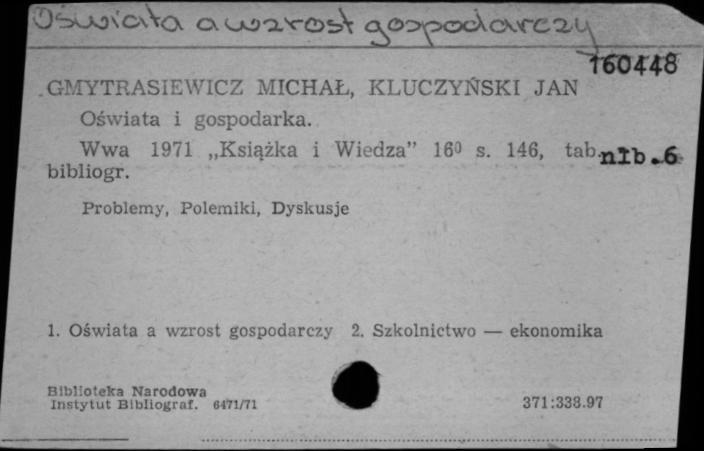 Oświata a wzrost gospodarczy
160448
GMYTRASIEWICZ MICHAŁ, KLUCZYŃSKI JAN
Oświata i gospodarka.
Wwa 1971 „Książka i Wiedza” 16⁰ s. 146, tab. nlb.6
bibliogr.
Problemy, Polemiki, Dyskusje
1. Oświata a wzrost gospodarczy 2. Szkolnictwo — ekonomika
Biblioteka Narodowa
Instytut Bibliograf. 6471/71 371:338.97